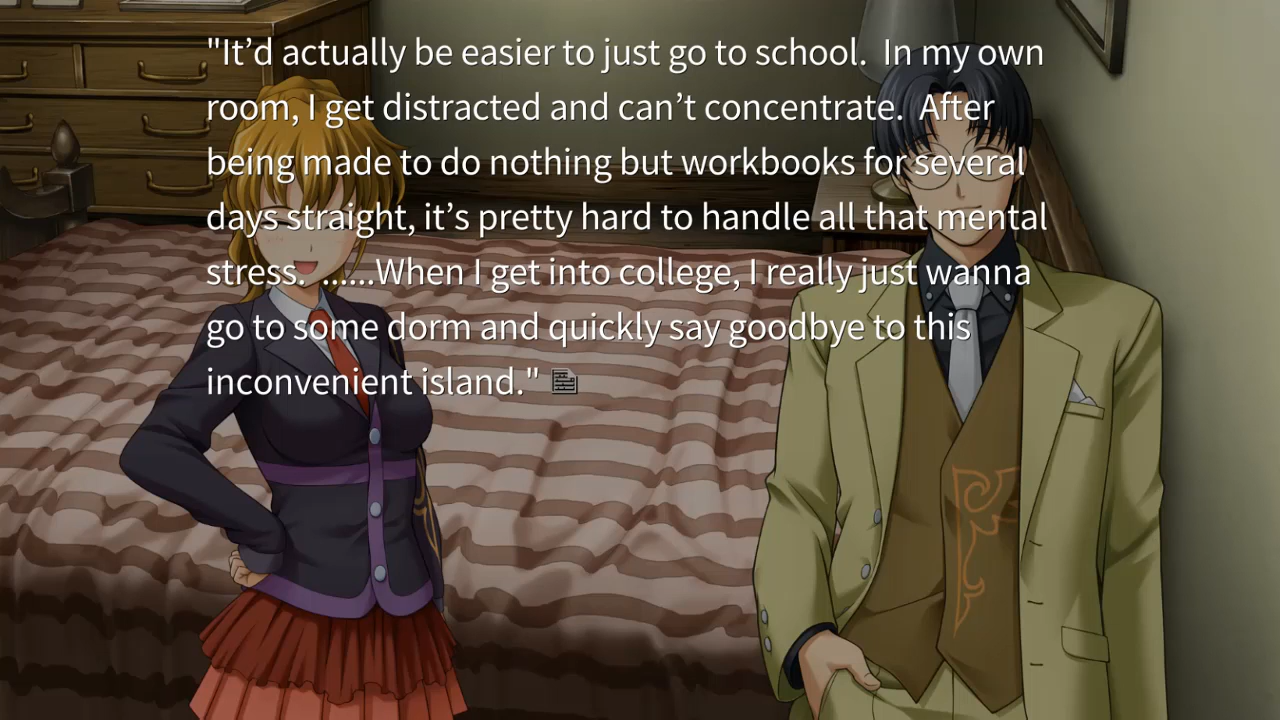 "It’d actually be easier to just go to school.  In my own
room, I get distracted and can’t concentrate.  After
being made to do nothing but workbooks for several
days straight, it’s pretty hard to handle all that mental
stress.  ......When I get into college, I really just wanna
go to some dorm and quickly say goodbye to this
inconvenient island."